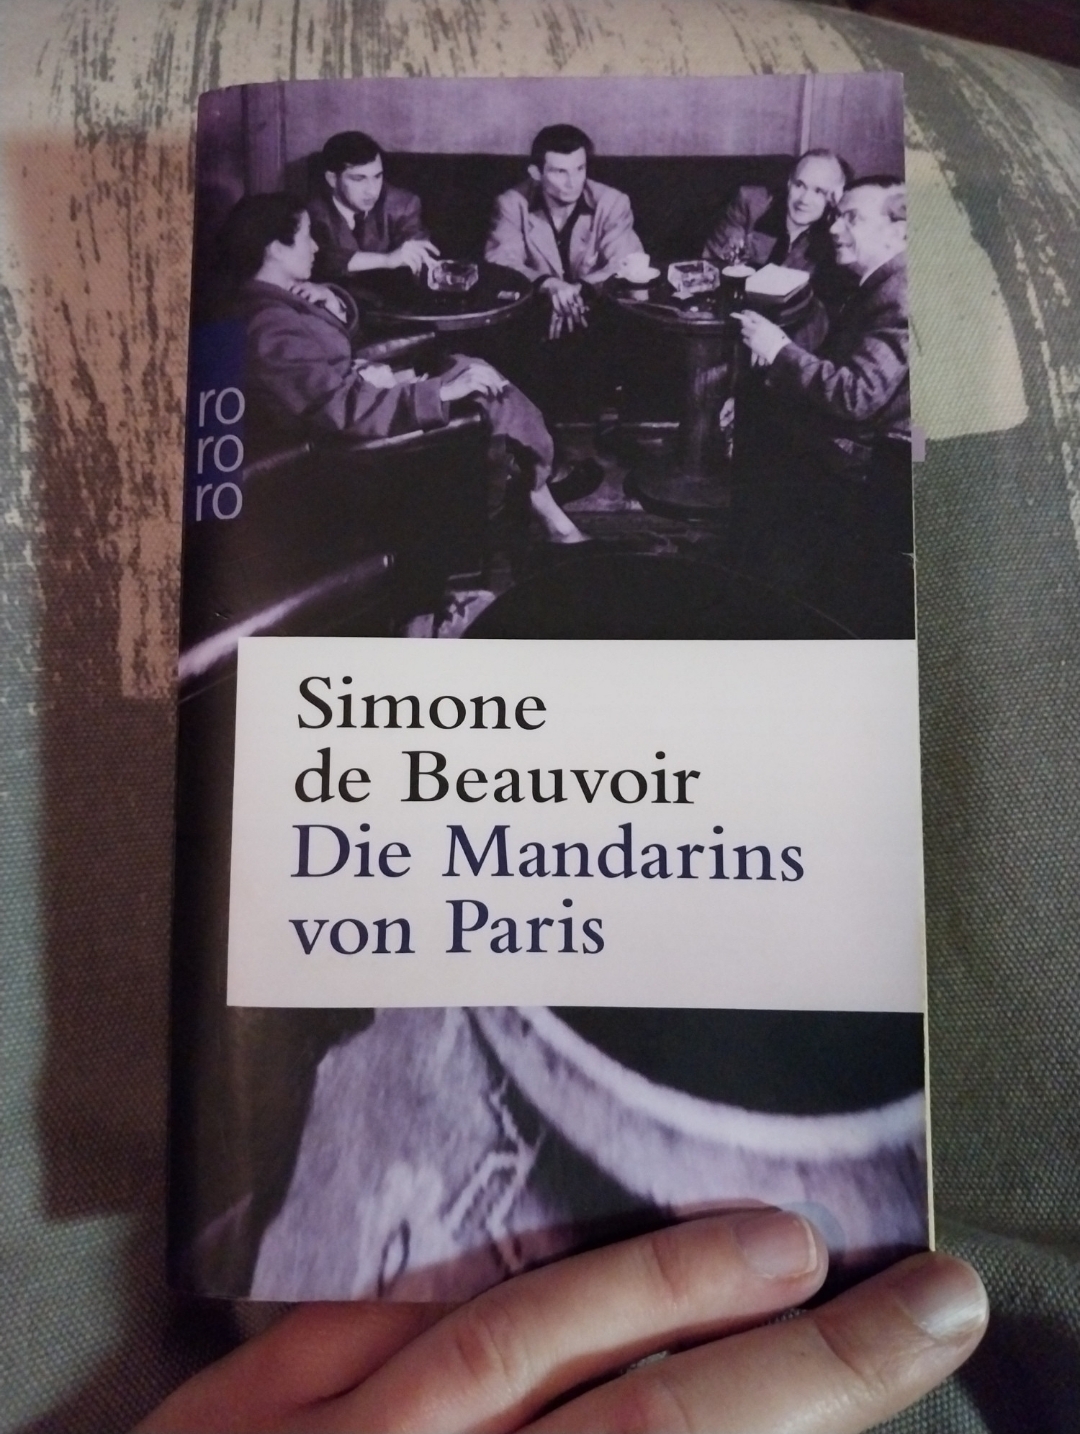 ro
ro
ro
Simone
de Beauvoir
Die Mandarins
von Paris